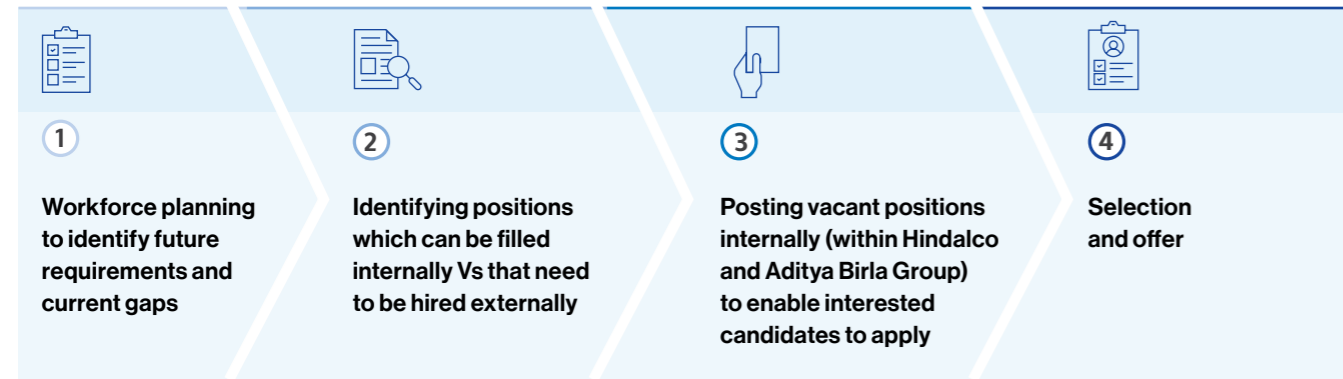 1
Workforce planning
to identify future
requirements and
current gaps
2
Identifying positions
which can be filled
internally Vs that need
to be hired externally
3
Posting vacant positions
internally (within Hindalco
and Aditya Birla Group)
to enable interested
candidates to apply
4
Selection
and offer